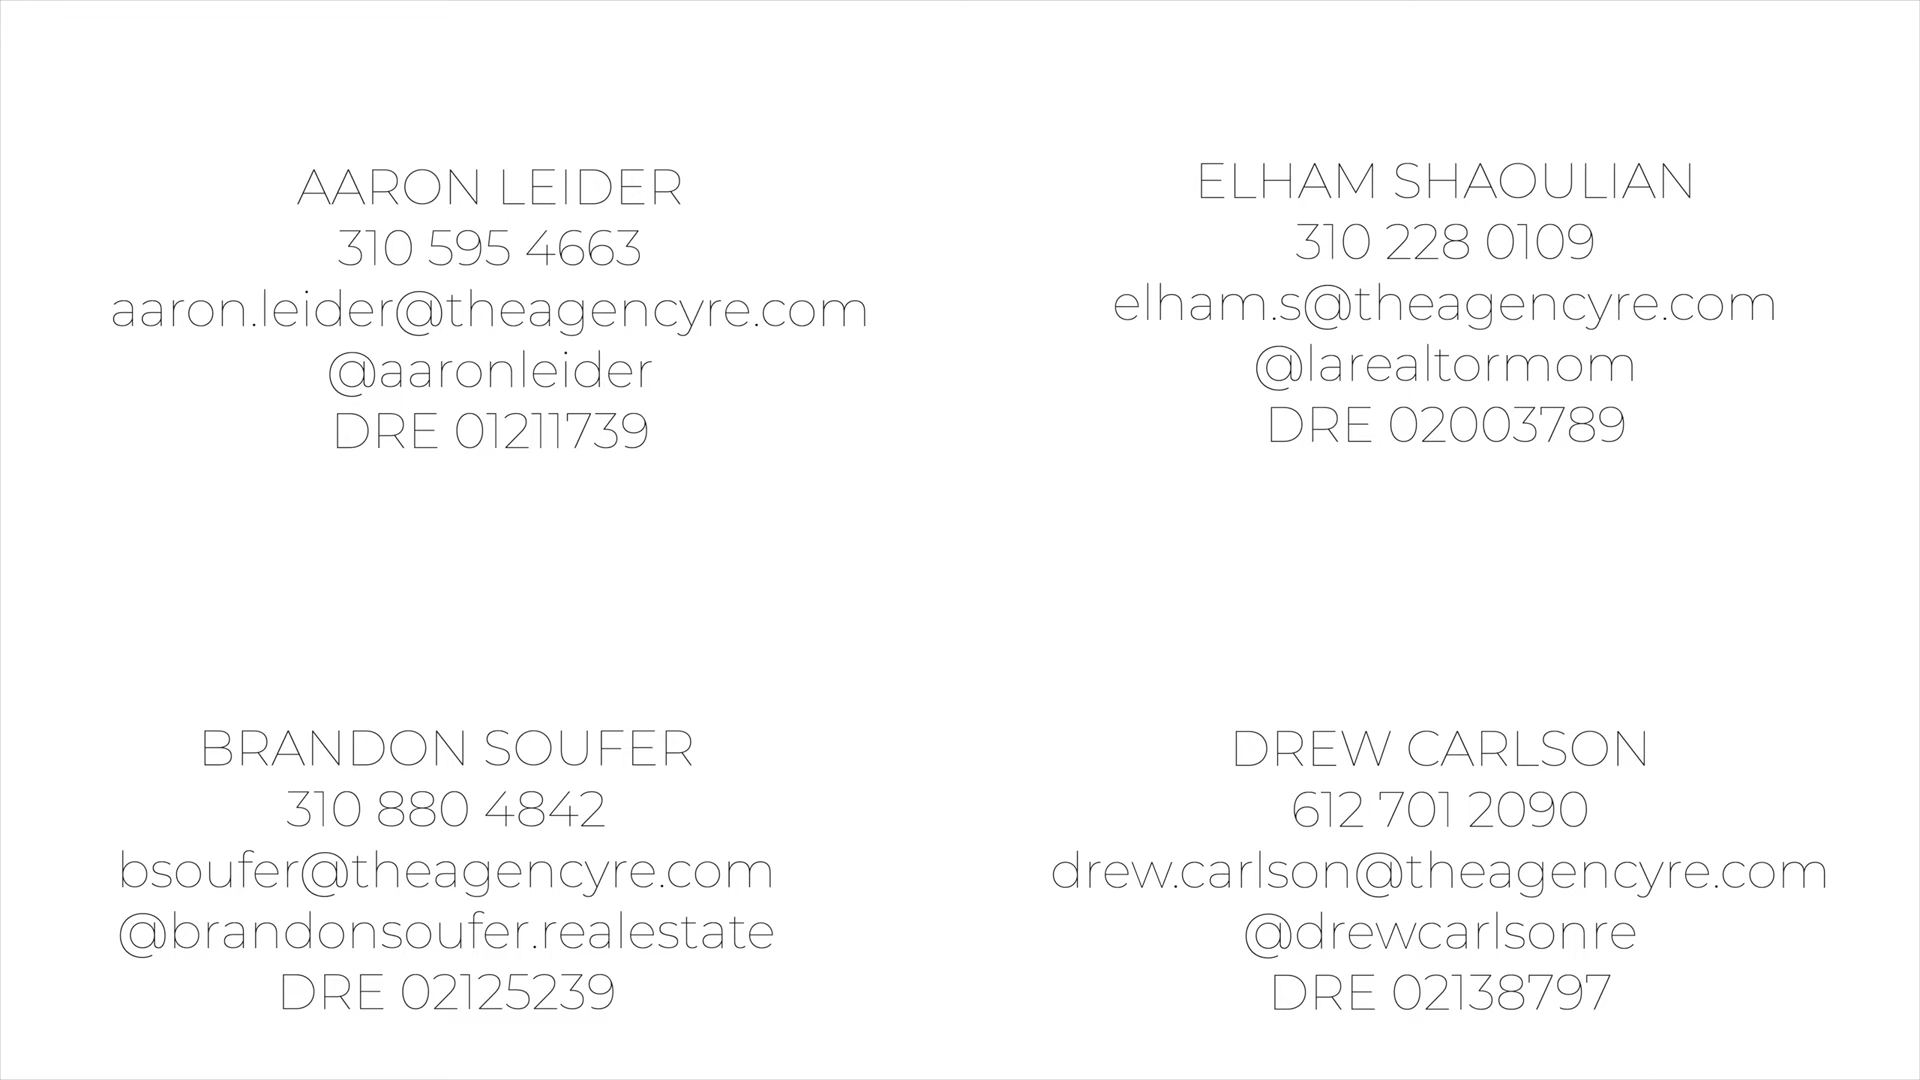 AARON LEIDER
310 595 4663
aaron.leider@theagencyre.com
@aaronleider
DRE 01211739
ELHAM SHAOULIAN
310 228 0109
elham.s@theagencyre.com
@larealtormom
DRE 02003789
BRANDON SOUFER
310 880 4842
bsoufer@theagencyre.com
@brandonsoufer.realestate
DRE 02125239
DREW CARLSON
612 701 2090
drew.carlson@theagencyre.com
@drewcarlsonre
DRE 02138797